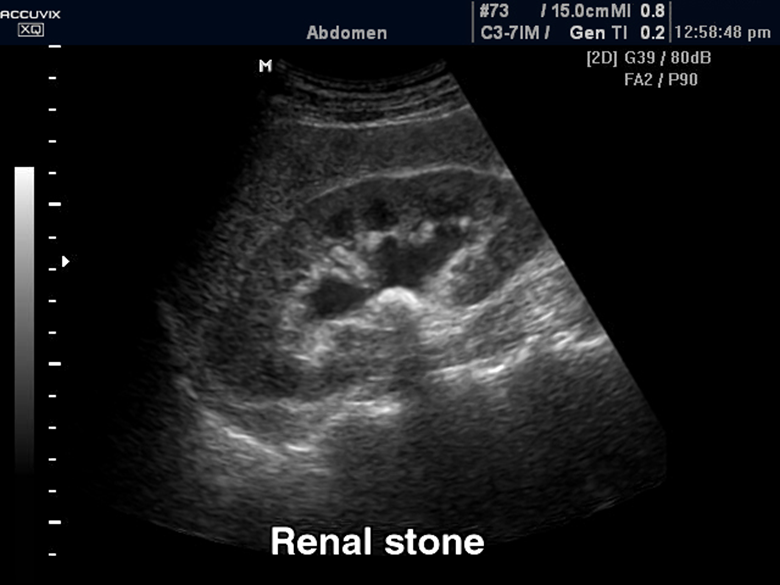 ACCUVIX
XQ
Abdomen
#73 / 15.0cm MI 0.8
C3-7IM / Gen TI 0.2 12:58:48 pm
[2D] G39 / 80dB
FA2 / P90
M
Renal stone